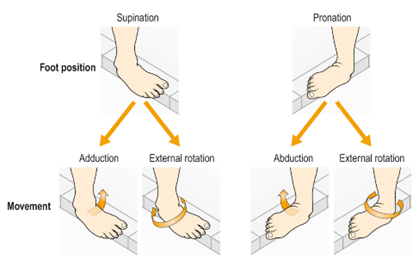 Supination
Pronation
Foot position
Adduction
External rotation
Abduction
External rotation
Movement